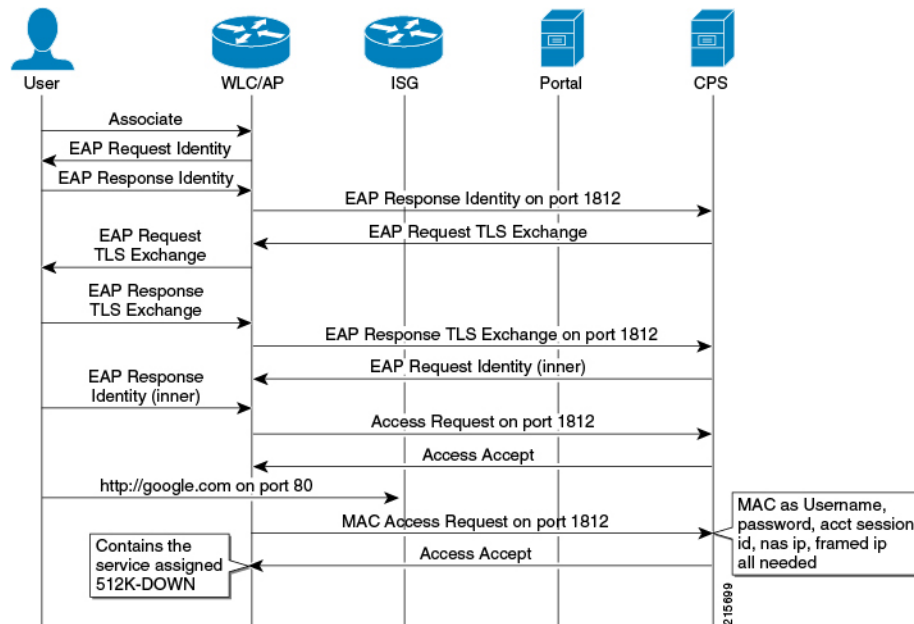 User
WLC/AP
ISG
Portal
CPS
Associate
EAP Request Identity
EAP Response Identity
EAP Response Identity on port 1812
EAP Request TLS Exchange
EAP Request
TLS Exchange
EAP Response
TLS Exchange
EAP Response TLS Exchange on port 1812
EAP Request Identity (inner)
EAP Response
Identity (inner)
Access Request on port 1812
Access Accept
http://google.com on port 80
MAC Access Request on port 1812
MAC as Username,
password, acct session
id, nas ip, framed ip
all needed
Access Accept
Contains the
service assigned
512K-DOWN
215699